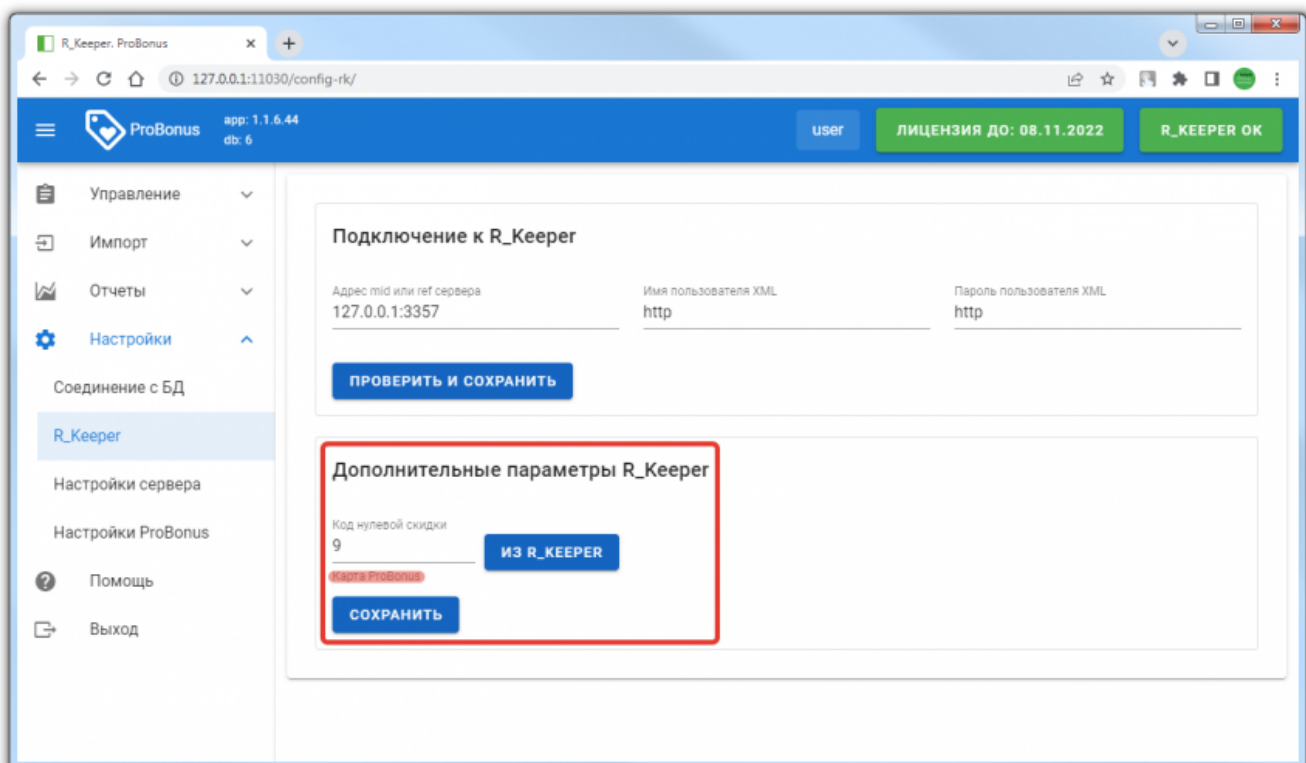 R_Keeper. ProBonus
127.0.0.1:11030/config-rk/
ProBonus
app: 1.1.6.44
db: 6
user
ЛИЦЕНЗИЯ ДО: 08.11.2022
R_KEEPER OK
Управление
Импорт
Отчеты
Настройки
Соединение с БД
R_Keeper
Настройки сервера
Настройки ProBonus
Помощь
Выход
Подключение к R_Keeper
Адрес mid или ref сервера
127.0.0.1:3357
Имя пользователя XML
http
Пароль пользователя XML
http
ПРОВЕРИТЬ И СОХРАНИТЬ
Дополнительные параметры R_Keeper
Код нулевой скидки
9
ИЗ R_KEEPER
Карта ProBonus
СОХРАНИТЬ